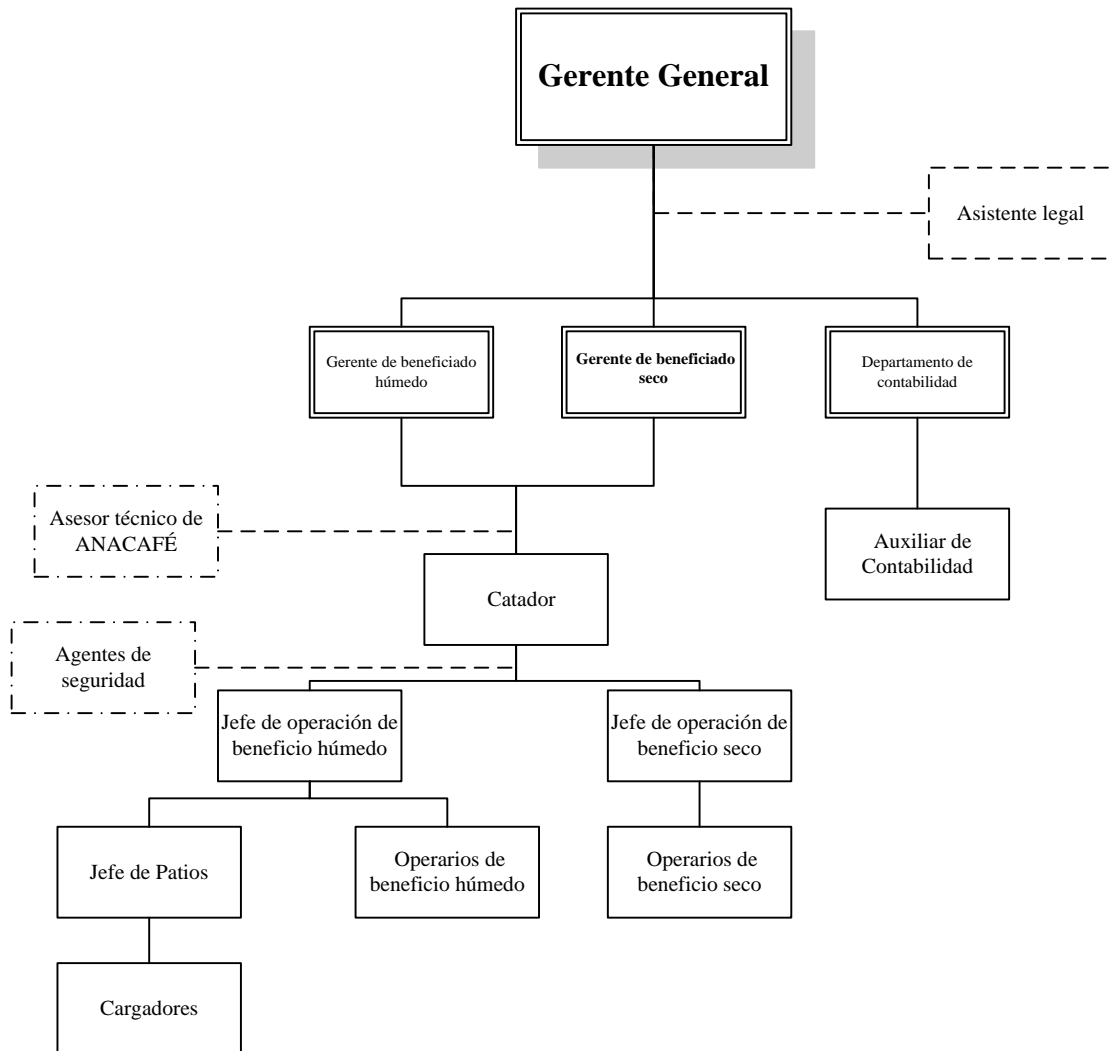 Gerente General
Asistente legal
Gerente de beneficiado
húmedo
Gerente de beneficiado
seco
Departamento de
contabilidad
Asesor técnico de
ANACAFÉ
Auxiliar de
Contabilidad
Catador
Agentes de
seguridad
Jefe de operación de
beneficio húmedo
Jefe de operación de
beneficio seco
Jefe de Patios
Operarios de
beneficio húmedo
Operarios de
beneficio seco
Cargadores